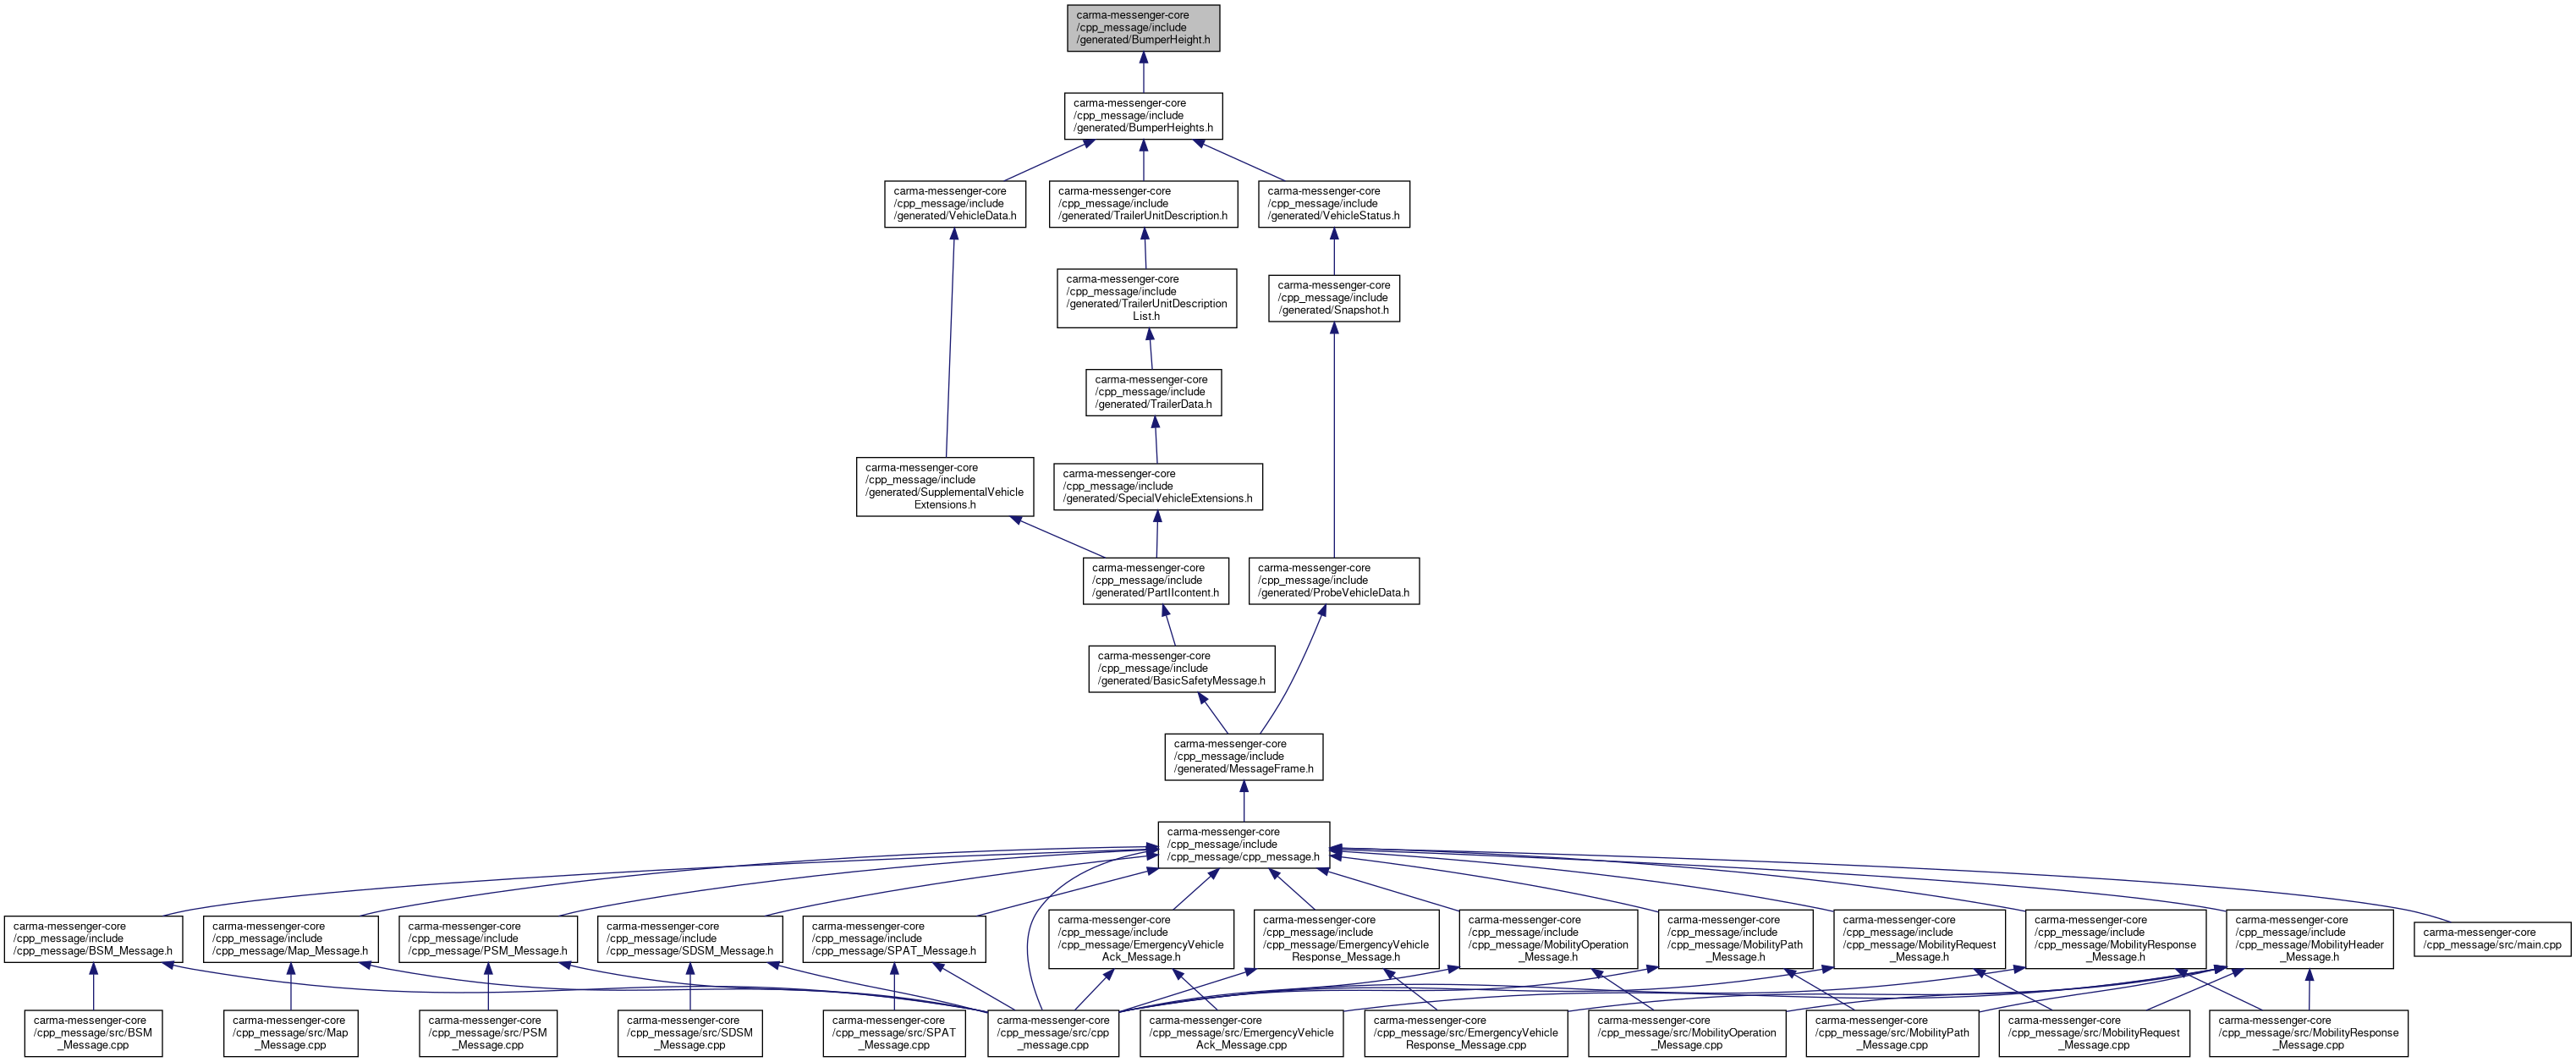 carma-messenger-core
/cpp_message/include
/generated/BumperHeight.h
carma-messenger-core
/cpp_message/include
/generated/BumperHeights.h
carma-messenger-core
/cpp_message/include
/generated/VehicleData.h
carma-messenger-core
/cpp_message/include
/generated/TrailerUnitDescription.h
carma-messenger-core
/cpp_message/include
/generated/VehicleStatus.h
carma-messenger-core
/cpp_message/include
/generated/TrailerUnitDescription
List.h
carma-messenger-core
/cpp_message/include
/generated/Snapshot.h
carma-messenger-core
/cpp_message/include
/generated/TrailerData.h
carma-messenger-core
/cpp_message/include
/generated/SupplementalVehicle
Extensions.h
carma-messenger-core
/cpp_message/include
/generated/SpecialVehicleExtensions.h
carma-messenger-core
/cpp_message/include
/generated/PartIIcontent.h
carma-messenger-core
/cpp_message/include
/generated/ProbeVehicleData.h
carma-messenger-core
/cpp_message/include
/generated/BasicSafetyMessage.h
carma-messenger-core
/cpp_message/include
/generated/MessageFrame.h
carma-messenger-core
/cpp_message/include
/cpp_message/cpp_message.h
carma-messenger-core
/cpp_message/include
/cpp_message/BSM_Message.h
carma-messenger-core
/cpp_message/include
/cpp_message/Map_Message.h
carma-messenger-core
/cpp_message/include
/cpp_message/PSM_Message.h
carma-messenger-core
/cpp_message/include
/cpp_message/SDSM_Message.h
carma-messenger-core
/cpp_message/include
/cpp_message/SPAT_Message.h
carma-messenger-core
/cpp_message/include
/cpp_message/EmergencyVehicle
Ack_Message.h
carma-messenger-core
/cpp_message/include
/cpp_message/EmergencyVehicle
Response_Message.h
carma-messenger-core
/cpp_message/include
/cpp_message/MobilityOperation
_Message.h
carma-messenger-core
/cpp_message/include
/cpp_message/MobilityPath
_Message.h
carma-messenger-core
/cpp_message/include
/cpp_message/MobilityRequest
_Message.h
carma-messenger-core
/cpp_message/include
/cpp_message/MobilityResponse
_Message.h
carma-messenger-core
/cpp_message/include
/cpp_message/MobilityHeader
_Message.h
carma-messenger-core
/cpp_message/src/main.cpp
carma-messenger-core
/cpp_message/src/BSM
_Message.cpp
carma-messenger-core
/cpp_message/src/Map
_Message.cpp
carma-messenger-core
/cpp_message/src/PSM
_Message.cpp
carma-messenger-core
/cpp_message/src/SDSM
_Message.cpp
carma-messenger-core
/cpp_message/src/SPAT
_Message.cpp
carma-messenger-core
/cpp_message/src/cpp
_message.cpp
carma-messenger-core
/cpp_message/src/EmergencyVehicle
Ack_Message.cpp
carma-messenger-core
/cpp_message/src/EmergencyVehicle
Response_Message.cpp
carma-messenger-core
/cpp_message/src/MobilityOperation
_Message.cpp
carma-messenger-core
/cpp_message/src/MobilityPath
_Message.cpp
carma-messenger-core
/cpp_message/src/MobilityRequest
_Message.cpp
carma-messenger-core
/cpp_message/src/MobilityResponse
_Message.cpp